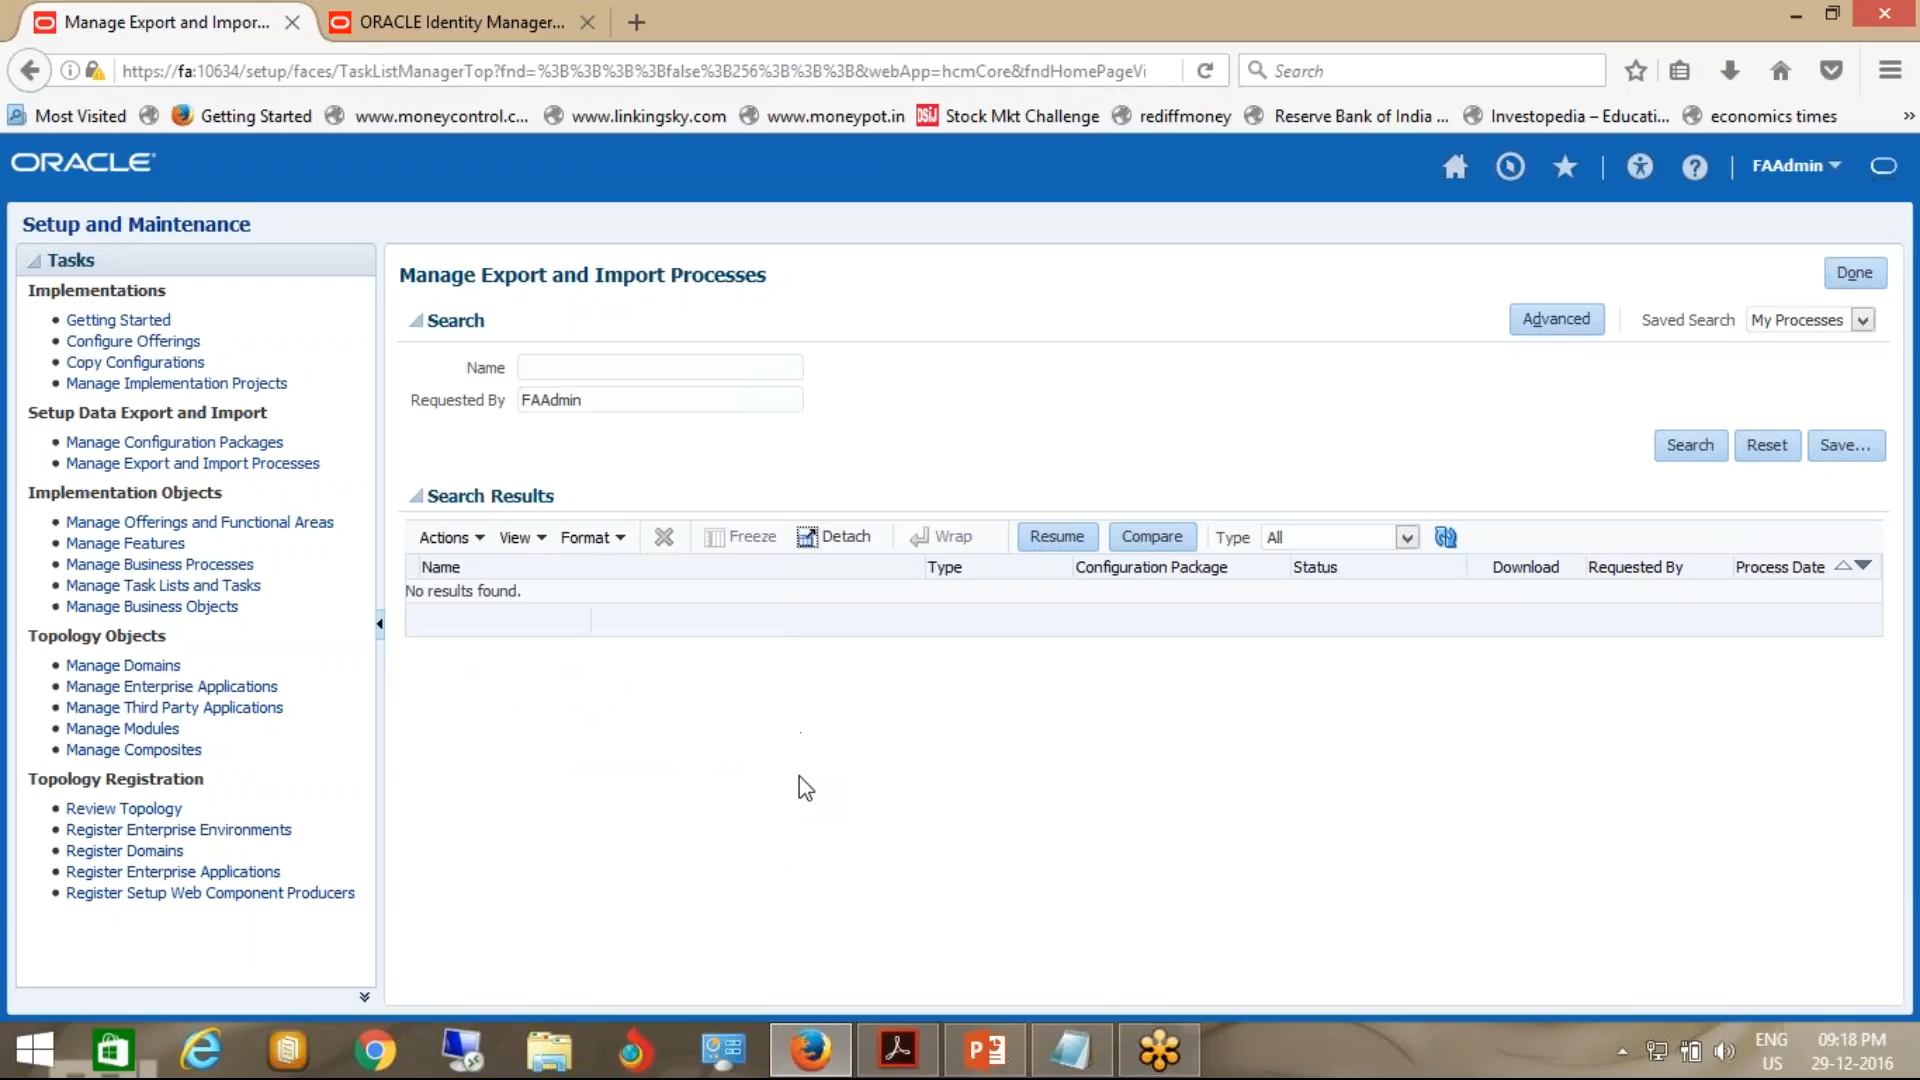 Manage Export and Impor...
ORACLE Identity Manager...
https://fa:10634/setup/faces/TaskListManagerTop?fnd=%3B%3B%3B%3Bfalse%3B256%3B%3B%3B&webApp=hcmCore&fndHomePageVi
Search
Most Visited
Getting Started
www.moneycontrol.c...
www.linkingsky.com
www.moneypot.in
DSIJ
Stock Mkt Challenge
rediffmoney
Reserve Bank of India ...
Investopedia – Educati...
economics times
ORACLE
FAAdmin
Setup and Maintenance
Tasks
Implementations
Getting Started
Configure Offerings
Copy Configurations
Manage Implementation Projects
Setup Data Export and Import
Manage Configuration Packages
Manage Export and Import Processes
Implementation Objects
Manage Offerings and Functional Areas
Manage Features
Manage Business Processes
Manage Task Lists and Tasks
Manage Business Objects
Topology Objects
Manage Domains
Manage Enterprise Applications
Manage Third Party Applications
Manage Modules
Manage Composites
Topology Registration
Review Topology
Register Enterprise Environments
Register Domains
Register Enterprise Applications
Register Setup Web Component Producers
Manage Export and Import Processes
Done
Search
Advanced
Saved Search My Processes
Name
Requested By FAAdmin
Search Reset Save...
Search Results
Actions View Format Freeze Detach Wrap Resume Compare Type All
Name Type Configuration Package Status Download Requested By Process Date
No results found.
ENG 09:18 PM
US 29-12-2016